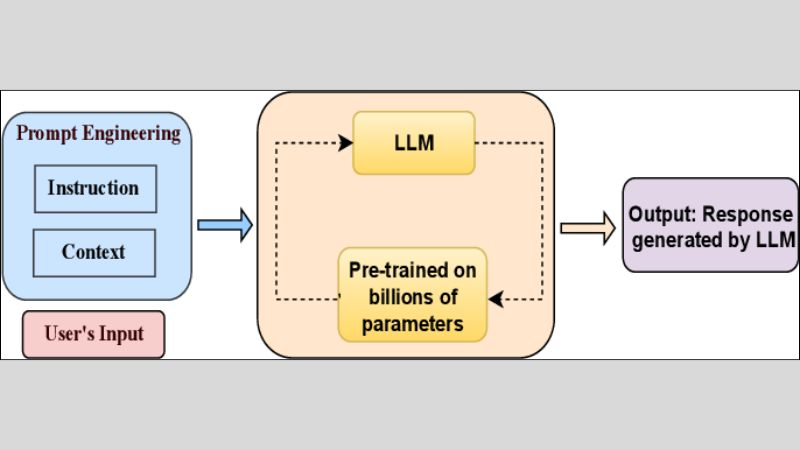 Prompt Engineering
Instruction
Context
User's Input
LLM
Pre-trained on
billions of
parameters
Output: Response
generated by LLM